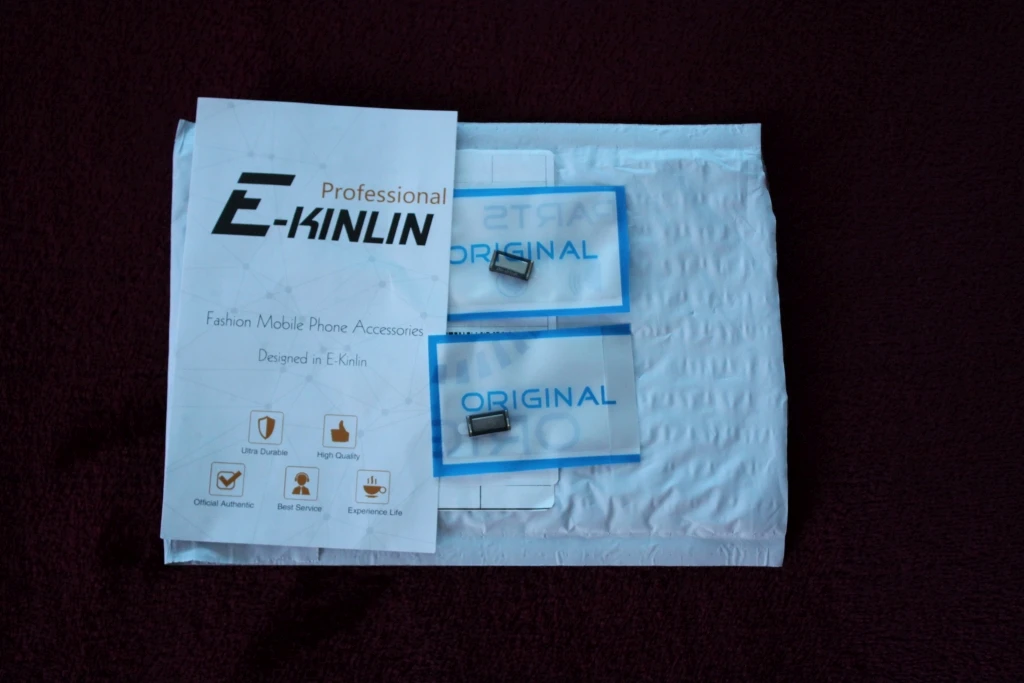 Professional
E-KINLIN
Fashion Mobile Phone Accessories
Designed in E-Kinlin
Ultra Durable
High Quality
Official Authentic
Best Service
Experience Life
PARTS
ORIGINAL
ORIGINAL